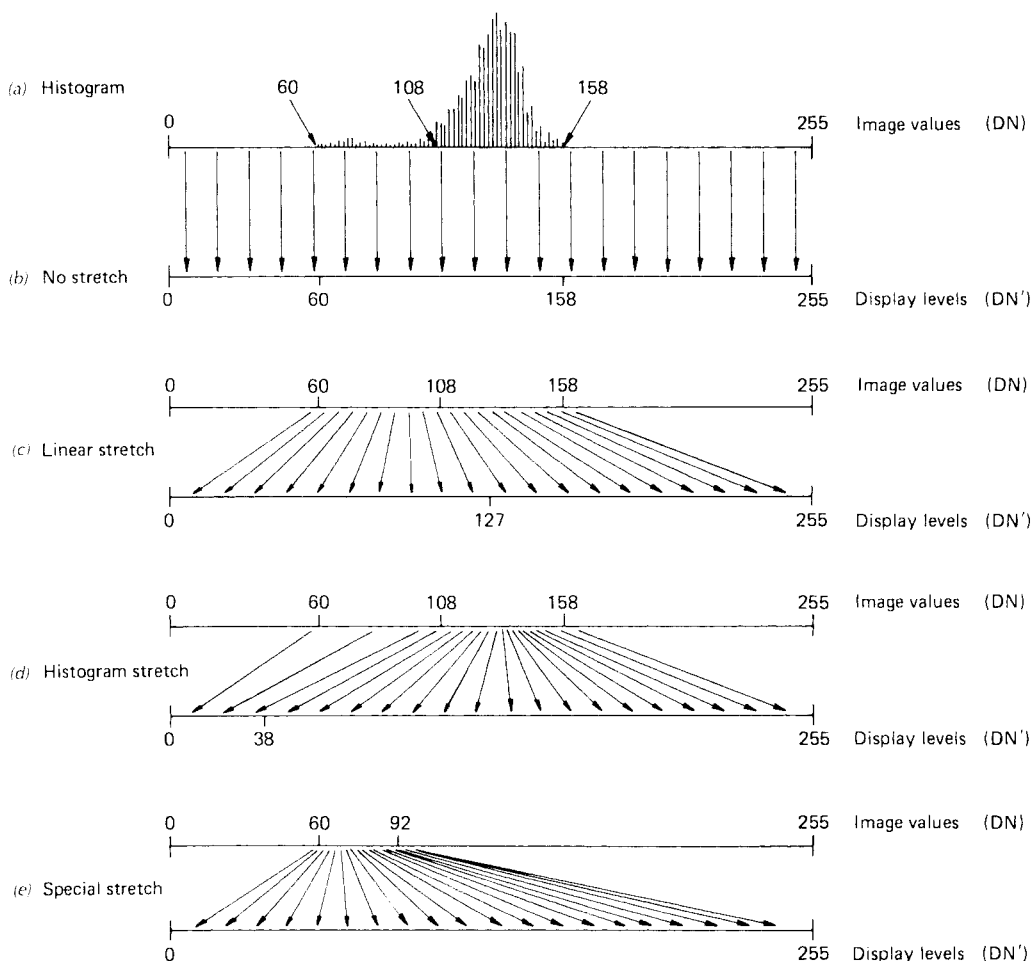 (a) Histogram
60
108
158
0
255
Image values (DN)
(b) No stretch
0
60
158
255
Display levels (DN')
0
60
108
158
255
Image values (DN)
(c) Linear stretch
0
127
255
Display levels (DN')
0
60
108
158
255
Image values (DN)
(d) Histogram stretch
0
38
255
Display levels (DN')
0
60
92
255
Image values (DN)
(e) Special stretch
0
255
Display levels (DN')